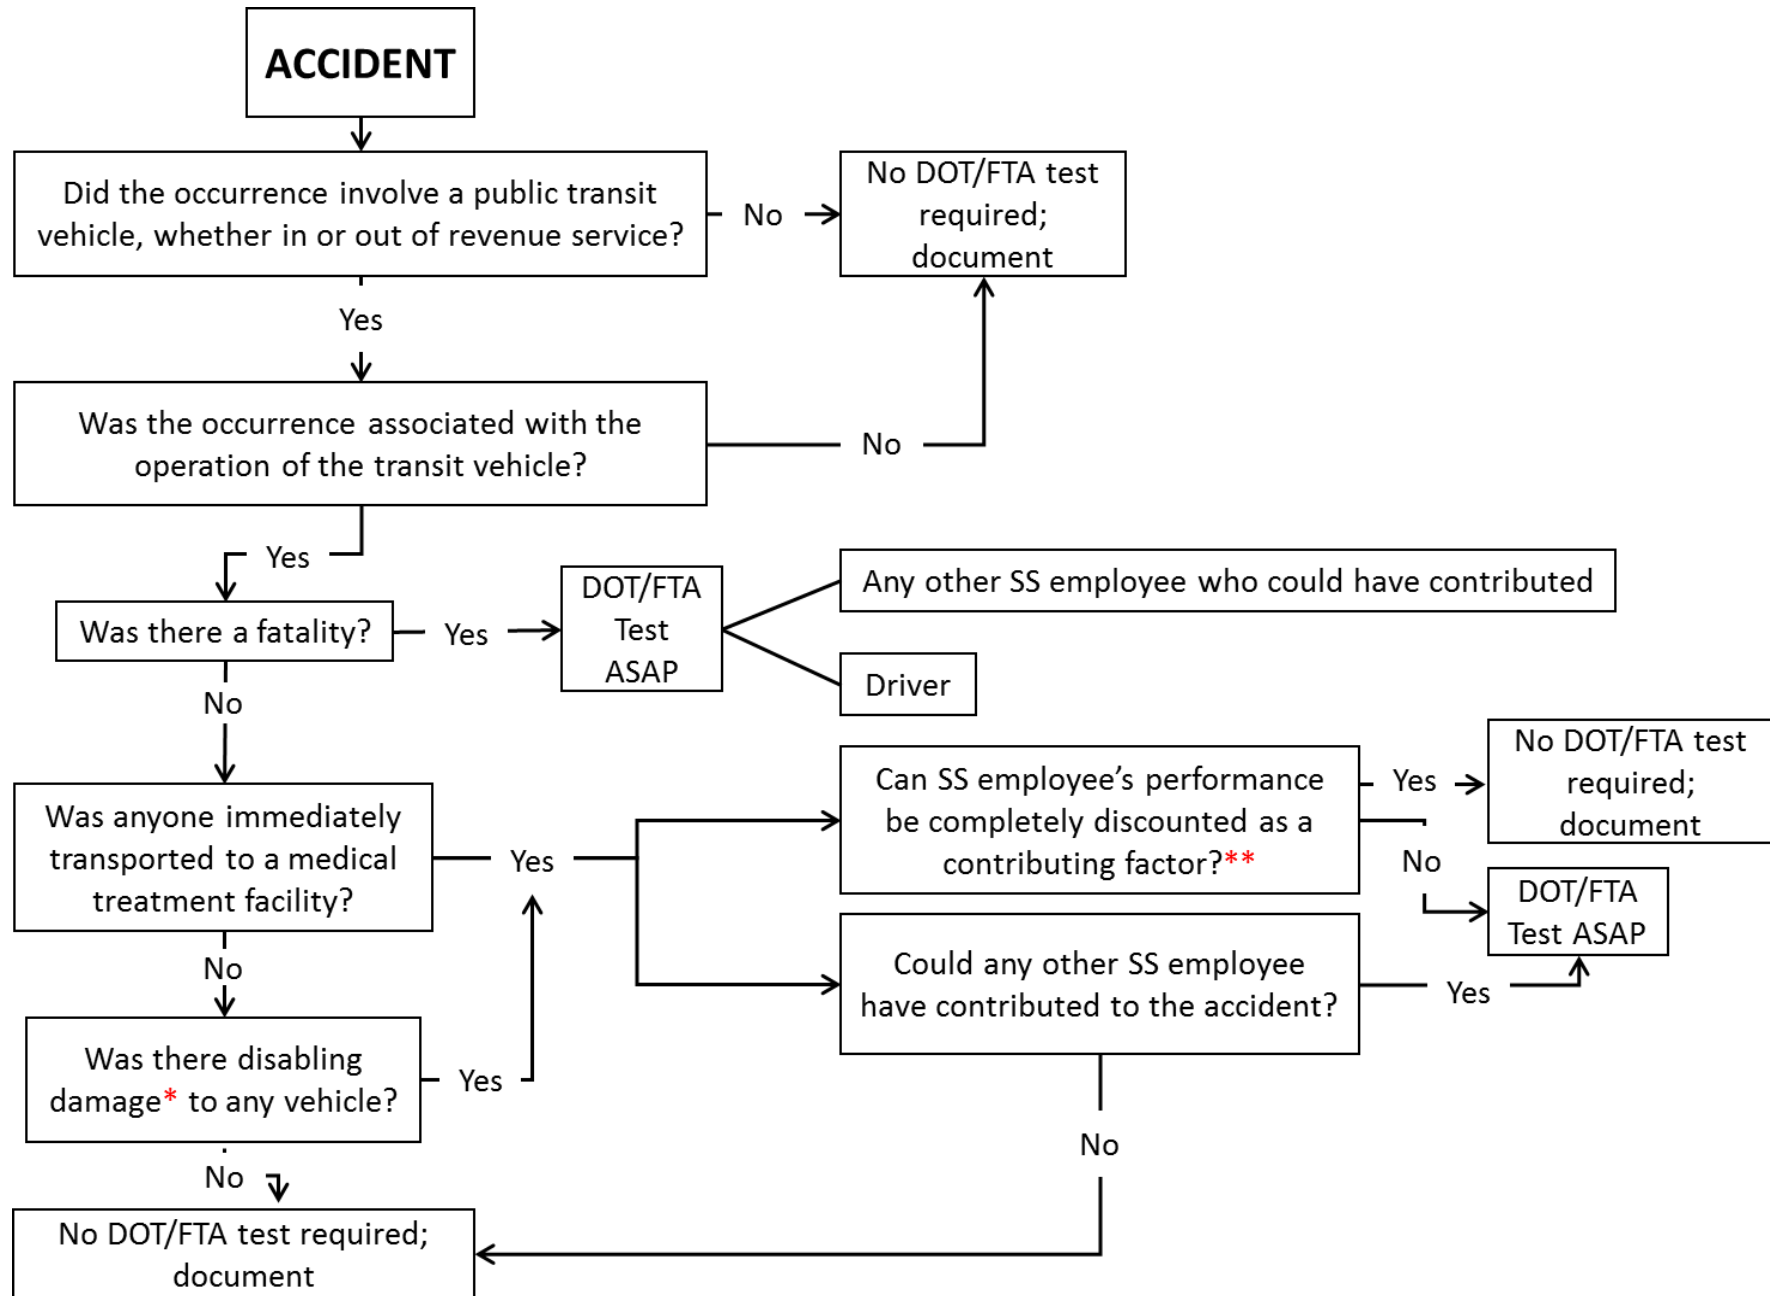 ACCIDENT
Did the occurrence involve a public transit
vehicle, whether in or out of revenue service?
No
No DOT/FTA test
required;
document
Yes
Was the occurrence associated with the
operation of the transit vehicle?
No
Yes
Was there a fatality?
Yes
DOT/FTA
Test
ASAP
Any other SS employee who could have contributed
Driver
No
Was anyone immediately
transported to a medical
treatment facility?
Yes
Can SS employee’s performance
be completely discounted as a
contributing factor?**
Yes
No DOT/FTA test
required;
document
No
DOT/FTA
Test ASAP
Could any other SS employee
have contributed to the accident?
Yes
No
Was there disabling
damage* to any vehicle?
Yes
No
No
No DOT/FTA test required;
document